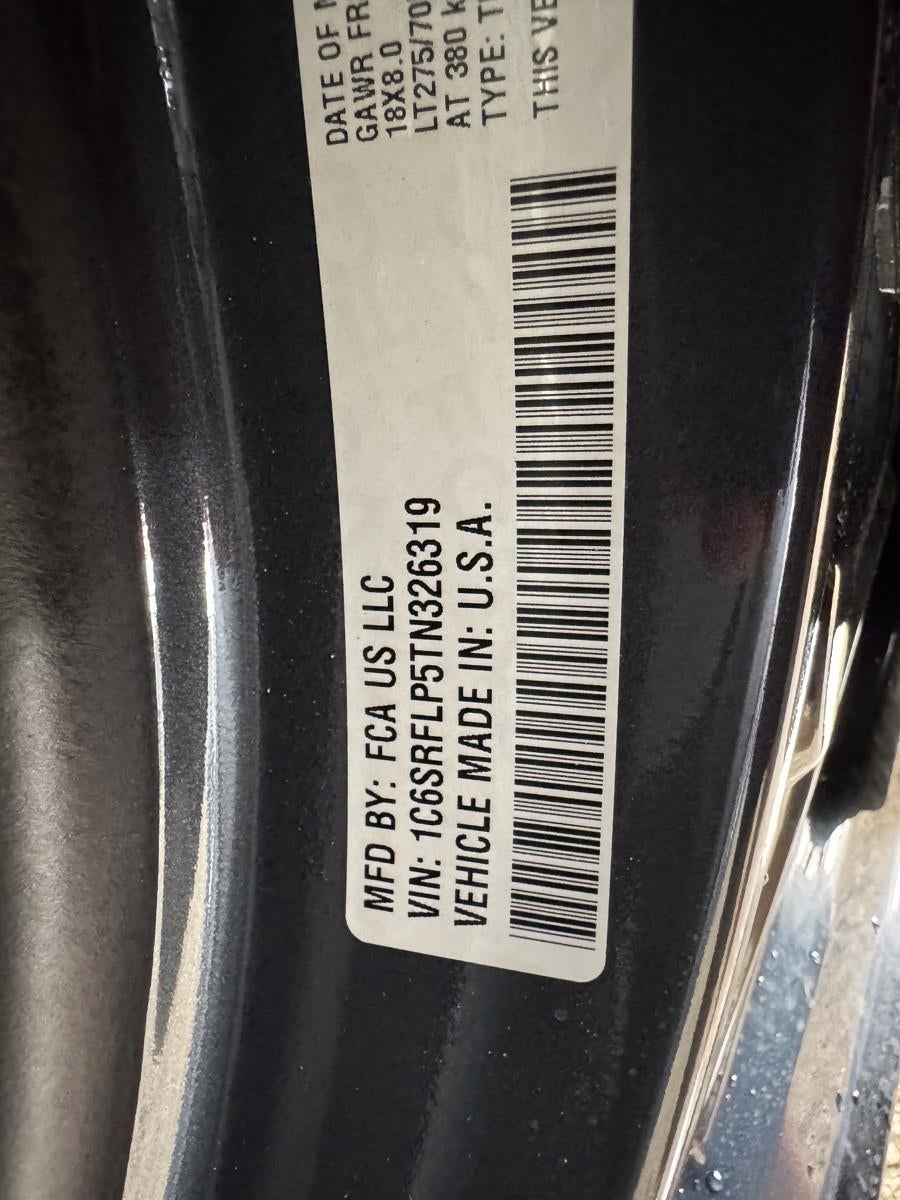 MFD BY: FCA US LLC
VIN: 1C6SRFLP5TN326319
VEHICLE MADE IN: U.S.A.
DATE OF
GAWR FR
18X8.0
LT275/70
AT 380
TYPE:
THIS VE